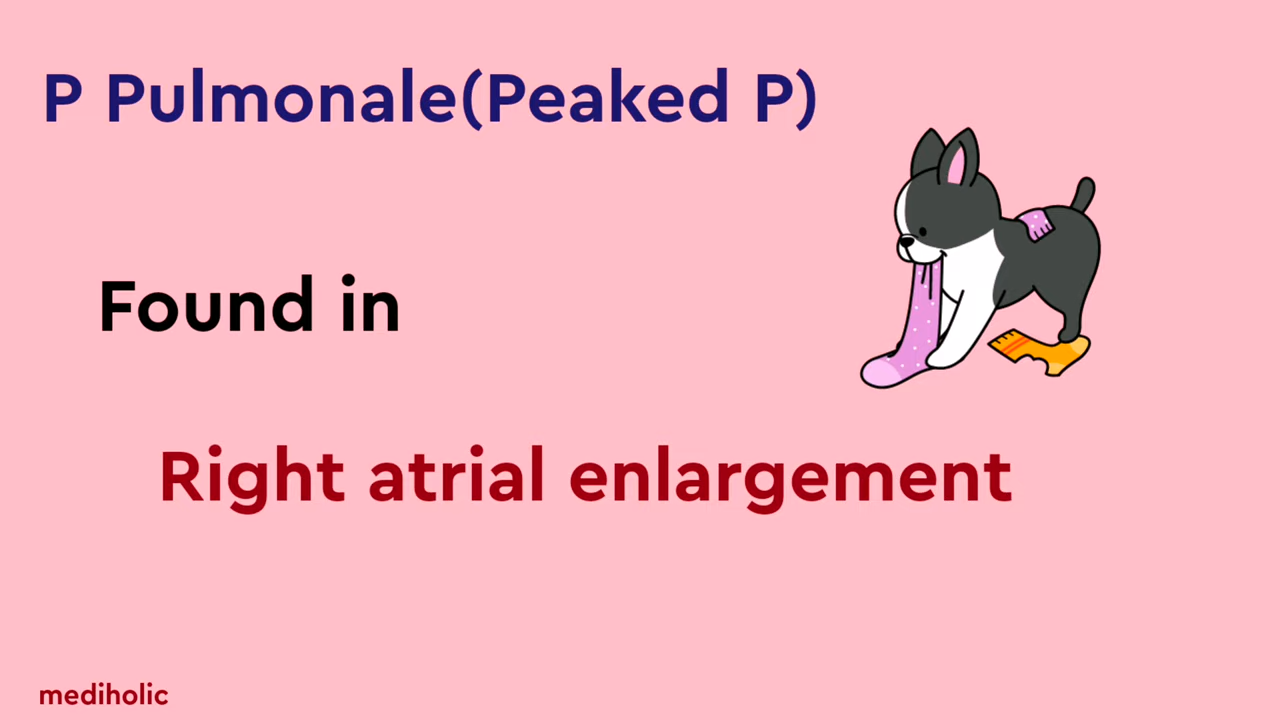 P Pulmonale(Peaked P)
Found in
Right atrial enlargement
mediholic